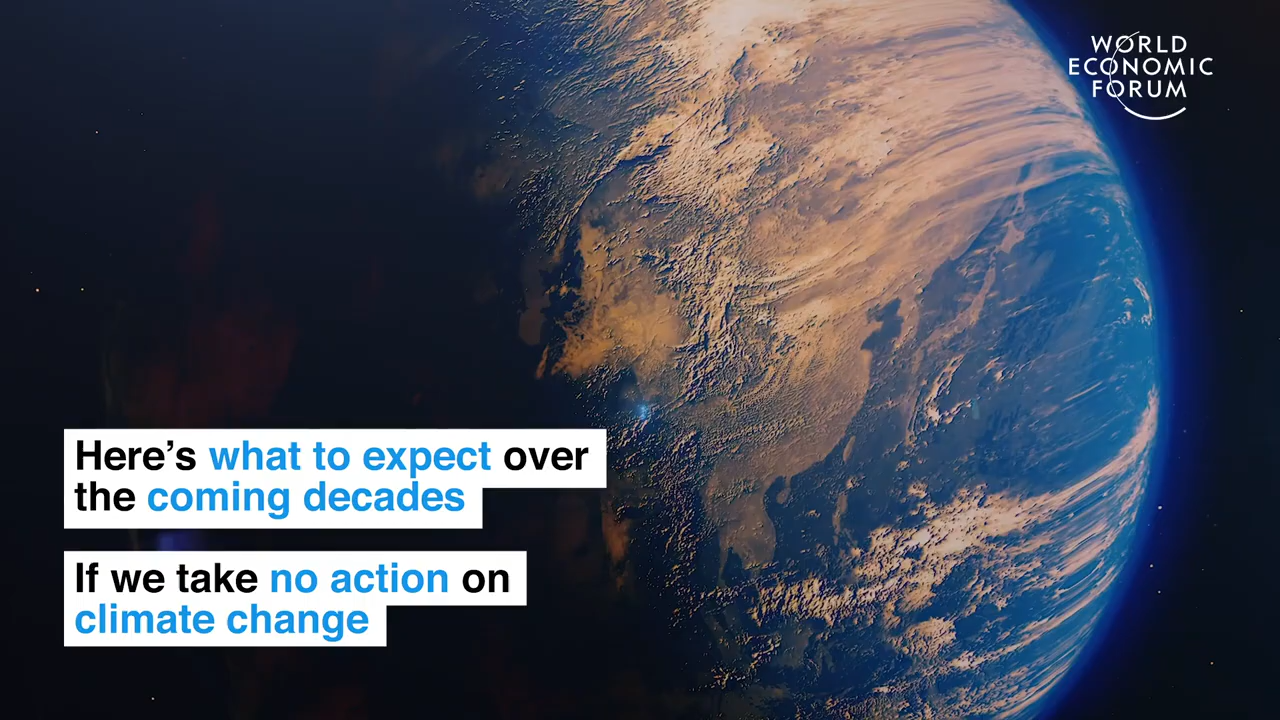 WORLD
ECONOMIC
FORUM
Here’s what to expect over
the coming decades
If we take no action on
climate change